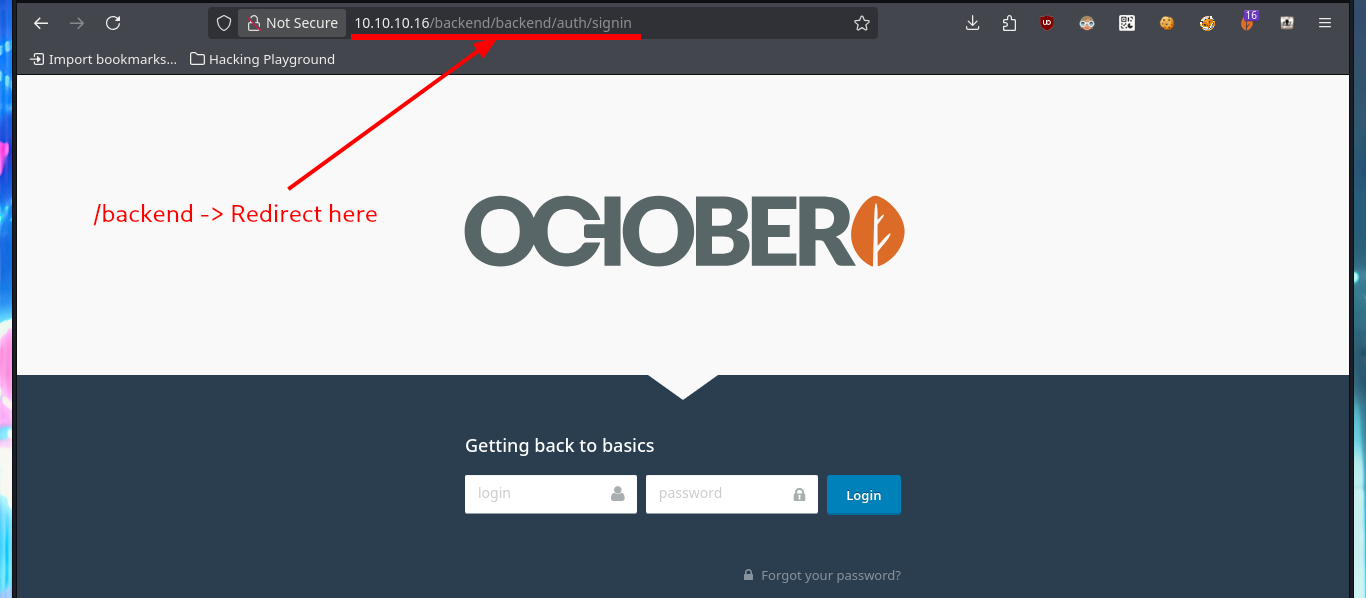 Not Secure 10.10.10.16/backend/backend/auth/signin 16
Import bookmarks... Hacking Playground
/backend -> Redirect here
OCTOBER
Getting back to basics
login password Login
Forgot your password?